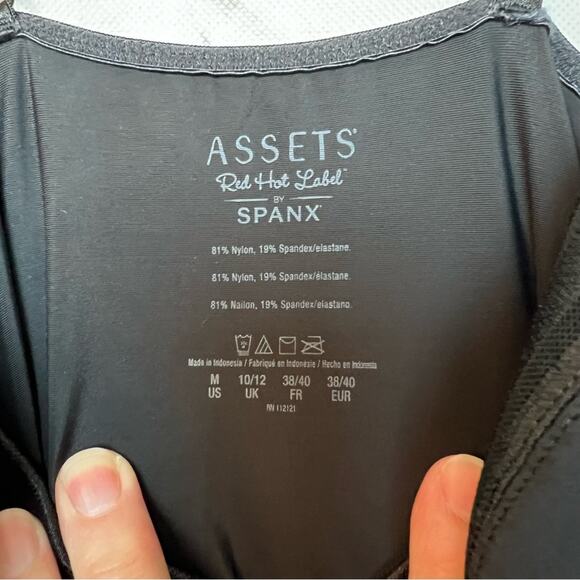 ASSETS®
Red Hot Label™
BY
SPANX®
81% Nylon, 19% Spandex/elastane.
81% Nylon, 19% Spandex/élastane.
81% Nailon, 19% Spandex/elastano.
Made in Indonesia / Fabriqué en Indonésie / Hecho en Indonesia
M 10/12 38/40 38/40
US UK FR EUR
RN 112121